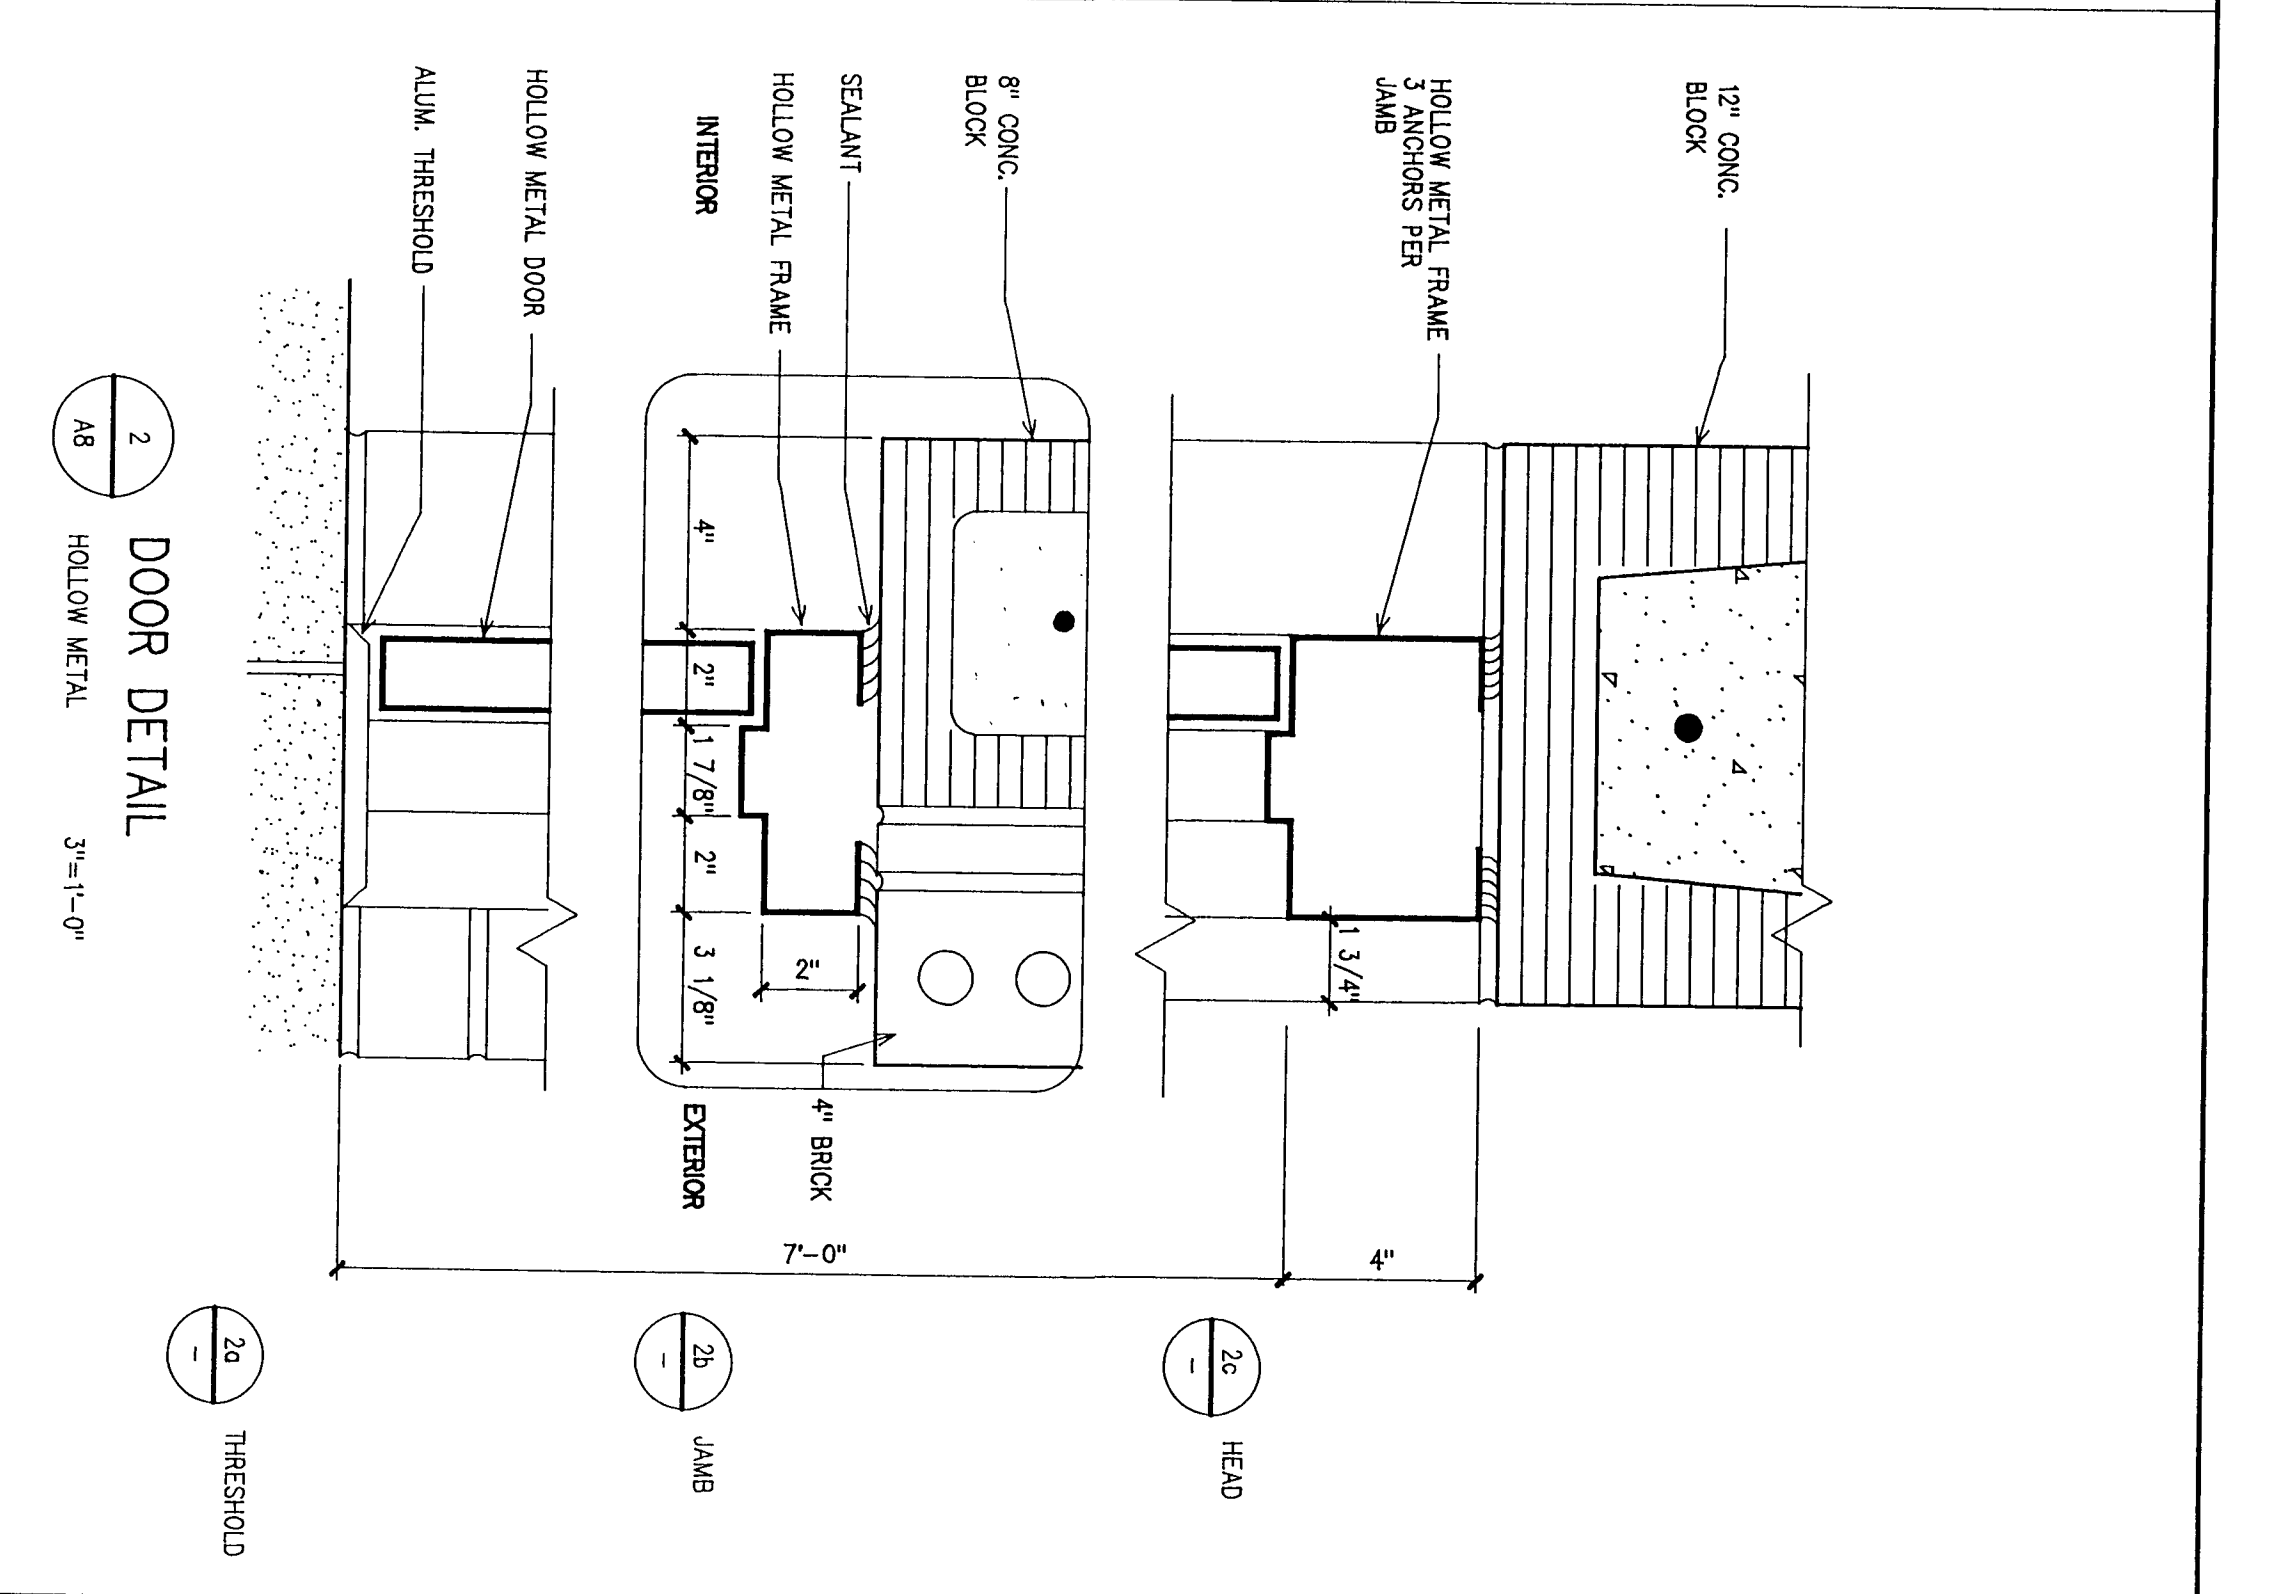 12" CONC.
BLOCK
HOLLOW METAL FRAME
3 ANCHORS PER
JAMB
1 3/4"
4"
2c
-
HEAD
8" CONC.
BLOCK
SEALANT
HOLLOW METAL FRAME
INTERIOR
4"
2"
1 7/8"
2"
3 1/8"
2"
4" BRICK
EXTERIOR
7'-0"
2b
-
JAMB
HOLLOW METAL DOOR
ALUM. THRESHOLD
2a
-
THRESHOLD
2
A8
DOOR DETAIL
HOLLOW METAL
3"=1'-0"